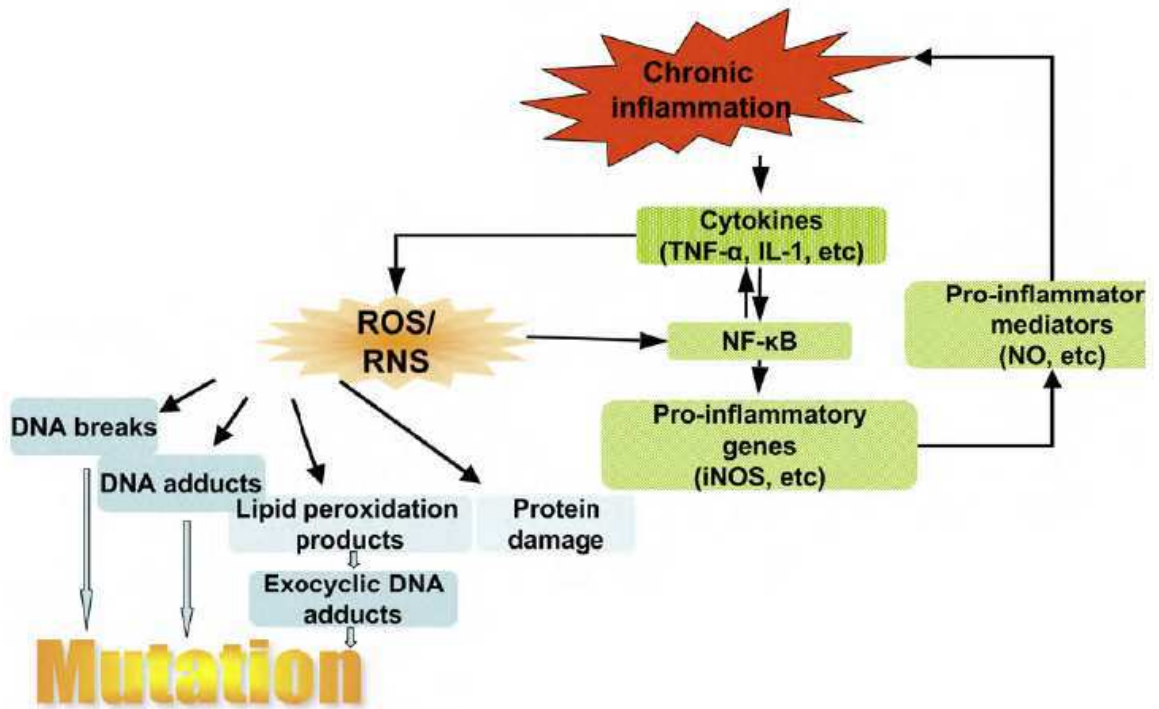 Chronic
inflammation
Cytokines
(TNF-α, IL-1, etc)
Pro-inflammator
mediators
(NO, etc)
ROS/
RNS
NF-κB
Pro-inflammatory
genes
(iNOS, etc)
DNA breaks
DNA adducts
Lipid peroxidation
products
Protein
damage
Exocyclic DNA
adducts
Mutation